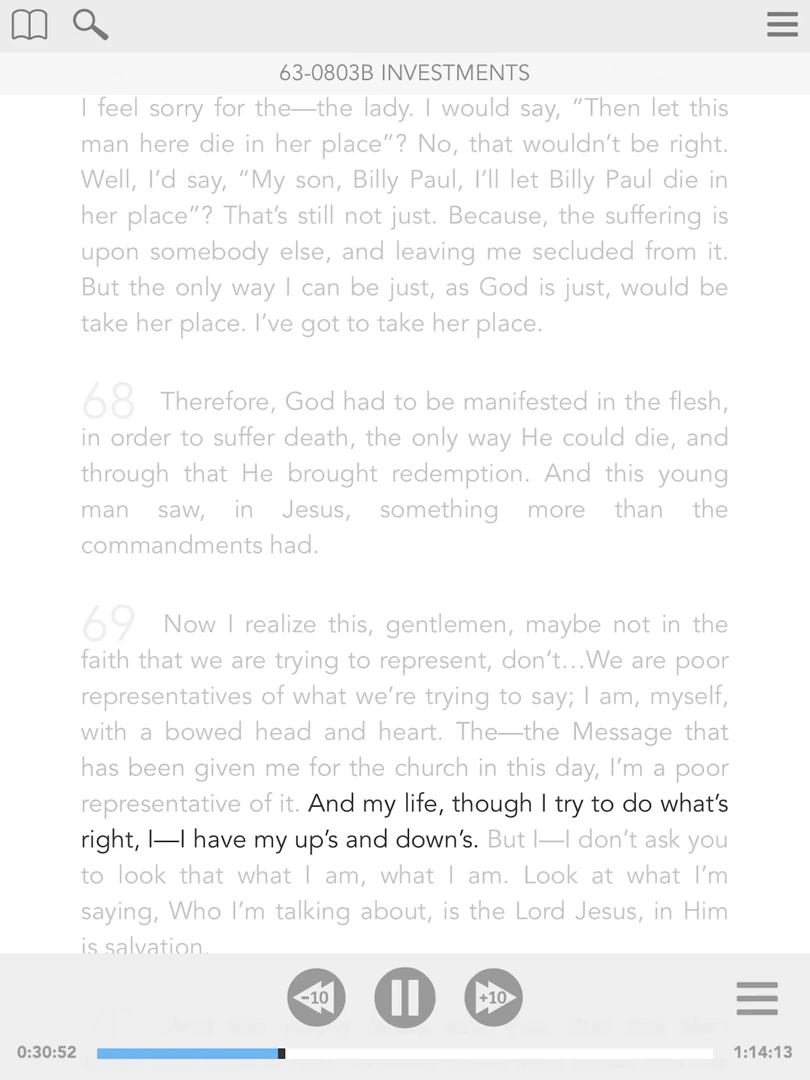 63-0803B INVESTMENTS
I feel sorry for the—the lady. I would say, “Then let this
man here die in her place”? No, that wouldn’t be right.
Well, I’d say, “My son, Billy Paul, I’ll let Billy Paul die in
her place”? That’s still not just. Because, the suffering is
upon somebody else, and leaving me secluded from it.
But the only way I can be just, as God is just, would be
take her place. I’ve got to take her place.
68 Therefore, God had to be manifested in the flesh,
in order to suffer death, the only way He could die, and
through that He brought redemption. And this young
man saw, in Jesus, something more than the
commandments had.
69 Now I realize this, gentlemen, maybe not in the
faith that we are trying to represent, don’t…We are poor
representatives of what we’re trying to say; I am, myself,
with a bowed head and heart. The—the Message that
has been given me for the church in this day, I’m a poor
representative of it. And my life, though I try to do what’s
right, I—I have my up’s and down’s. But I—I don’t ask you
to look that what I am, what I am. Look at what I’m
saying, Who I’m talking about, is the Lord Jesus, in Him
is salvation.
-10 +10
0:30:52 1:14:13